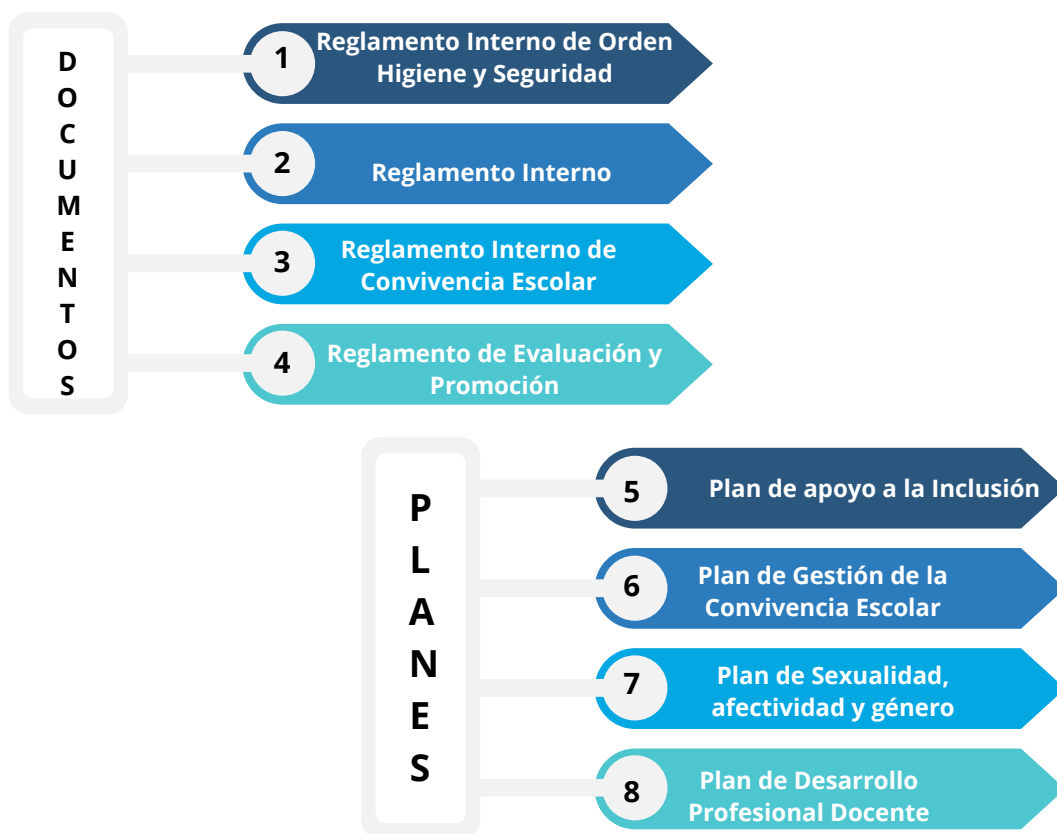 DOCUMENTOS
1
Reglamento Interno de Orden
Higiene y Seguridad
2
Reglamento Interno
3
Reglamento Interno de
Convivencia Escolar
4
Reglamento de Evaluación y
Promoción
PLANES
5
Plan de apoyo a la Inclusión
6
Plan de Gestión de la
Convivencia Escolar
7
Plan de Sexualidad,
afectividad y género
8
Plan de Desarrollo
Profesional Docente